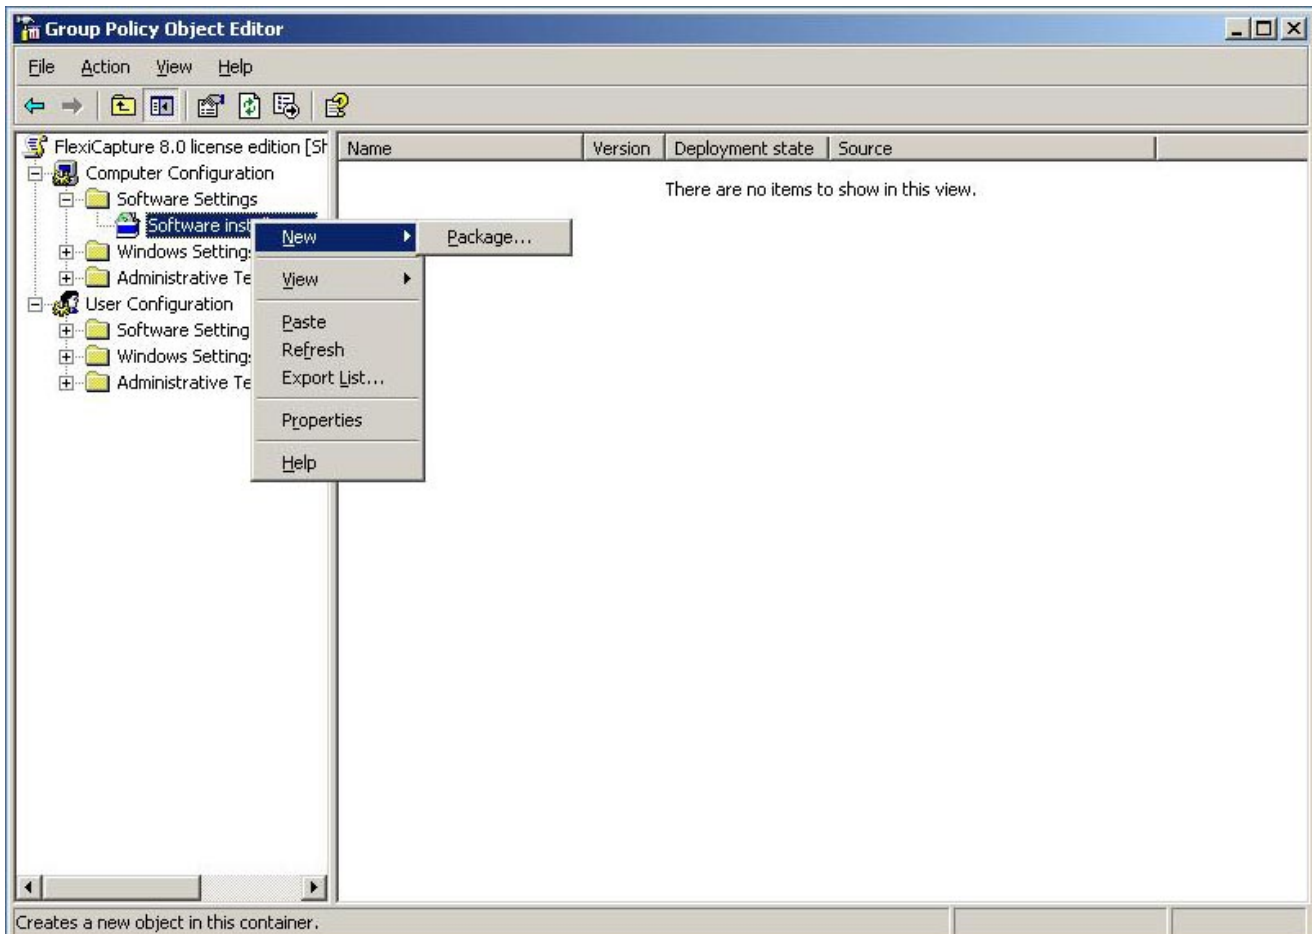 Group Policy Object Editor
File Action View Help
FlexiCapture 8.0 license edition [Sh
Name Version Deployment state Source
Computer Configuration
There are no items to show in this view.
Software Settings
Software inst
New Package...
Windows Setting
Administrative Te
View
User Configuration
Software Setting
Paste
Windows Setting
Refresh
Administrative Te
Export List...
Properties
Help
Creates a new object in this container.